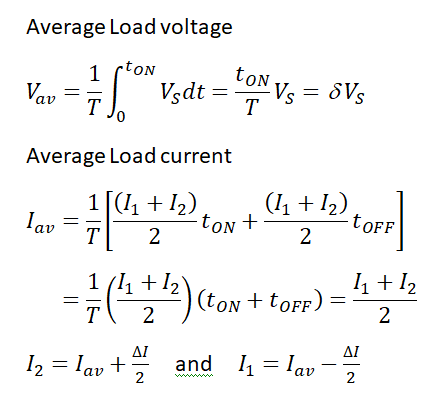 Average Load voltage
V_av = 1/T ∫_0^{t_ON} V_S dt = t_ON/T V_S = δV_S
Average Load current
I_av = 1/T [ (I_1 + I_2)/2 t_ON + (I_1 + I_2)/2 t_OFF ]
= 1/T ( (I_1 + I_2)/2 ) (t_ON + t_OFF) = (I_1 + I_2)/2
I_2 = I_av + ΔI/2 and I_1 = I_av − ΔI/2